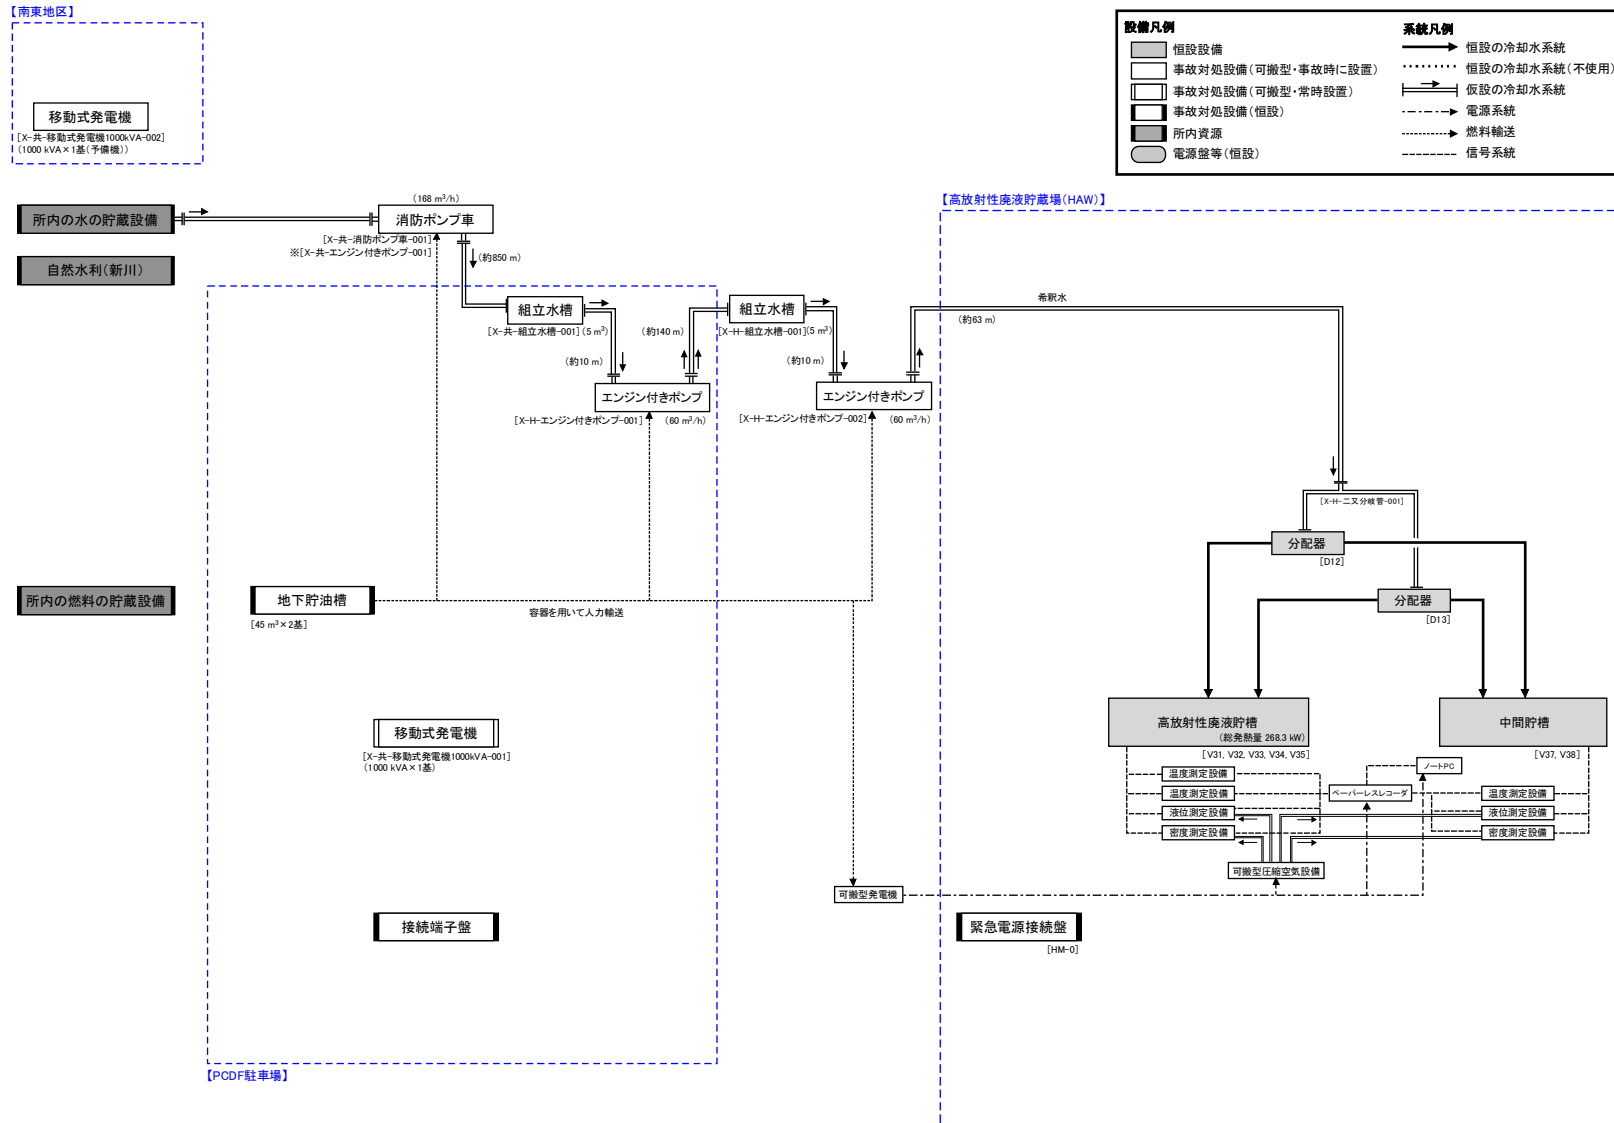 【南東地区】
移動式発電機
[X-共-移動式発電機1000kVA-002]
(1000 kVA×1基(予備機))
設備凡例
恒設設備
事故対処設備(可搬型・事故時に設置)
事故対処設備(可搬型・常時設置)
事故対処設備(恒設)
所内資源
電源盤等(恒設)
系統凡例
恒設の冷却水系統
恒設の冷却水系統(不使用)
仮設の冷却水系統
電源系統
燃料輸送
信号系統
所内の水の貯蔵設備
自然水利(新川)
(168 m³/h)
消防ポンプ車
[X-共-消防ポンプ車-001]
※[X-共-エンジン付きポンプ-001]
(約850 m)
組立水槽
[X-共-組立水槽-001](5 m³)
(約10 m)
エンジン付きポンプ
[X-H-エンジン付きポンプ-001]
(60 m³/h)
(約140 m)
組立水槽
[X-H-組立水槽-001](5 m³)
(約10 m)
エンジン付きポンプ
[X-H-エンジン付きポンプ-002]
(60 m³/h)
【高放射性廃液貯蔵場(HAW)】
希釈水
(約63 m)
[X-H-二又分岐管-001]
分配器
[D12]
分配器
[D13]
所内の燃料の貯蔵設備
地下貯油槽
[45 m³×2基]
容器を用いて人力輸送
高放射性廃液貯槽
(総発熱量 268.3 kW)
[V31, V32, V33, V34, V35]
中間貯槽
[V37, V38]
移動式発電機
[X-共-移動式発電機1000kVA-001]
(1000 kVA×1基)
温度測定設備
温度測定設備
液位測定設備
密度測定設備
ノートPC
ペーパーレスレコーダ
温度測定設備
液位測定設備
密度測定設備
可搬型圧縮空気設備
可搬型発電機
接続端子盤
緊急電源接続盤
[HM-0]
【PCDF駐車場】